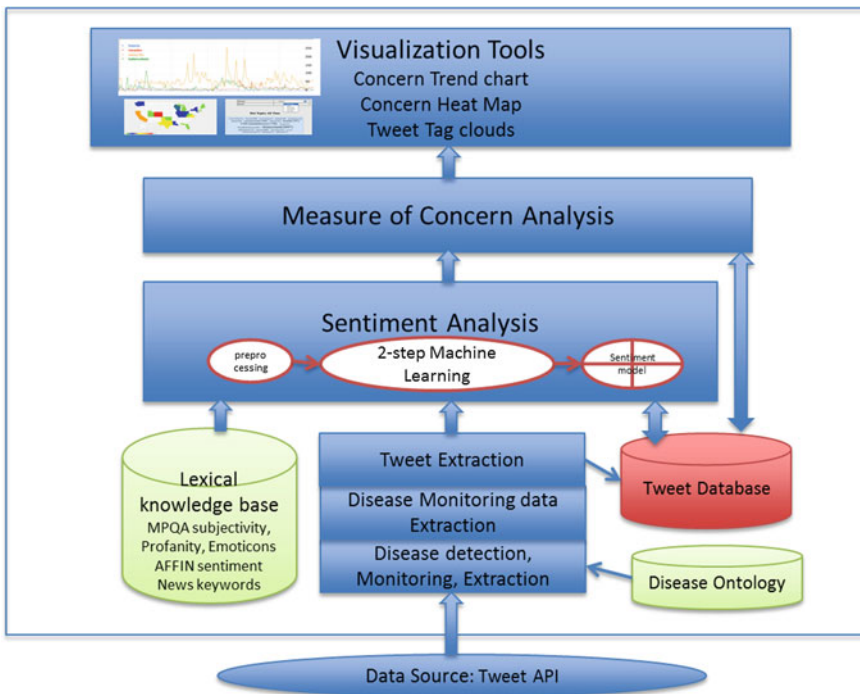 Visualization Tools
Concern Trend chart
Concern Heat Map
Tweet Tag clouds
Measure of Concern Analysis
Sentiment Analysis
prepro
cessing
2-step Machine
Learning
Sentiment
model
Lexical
knowledge base
MPQA subjectivity,
Profanity, Emoticons
AFFIN sentiment
News keywords
Tweet Extraction
Disease Monitoring data
Extraction
Disease detection,
Monitoring, Extraction
Tweet Database
Disease Ontology
Data Source: Tweet API